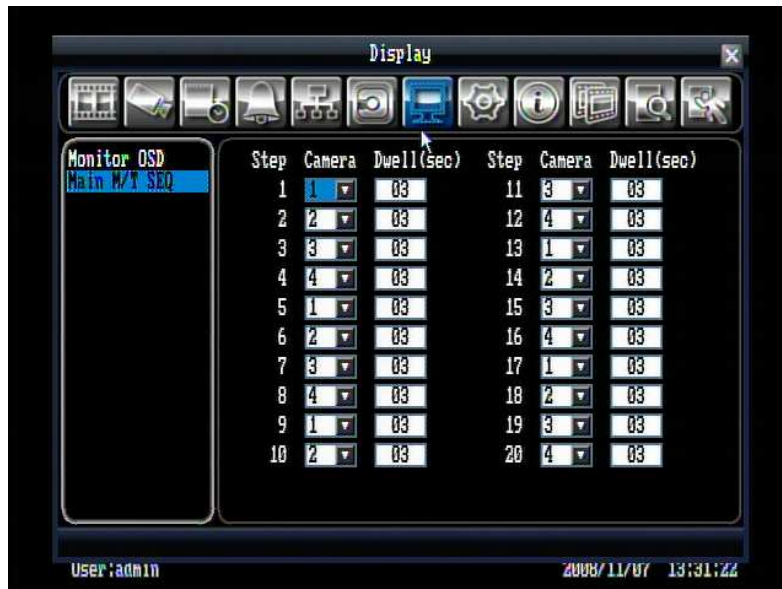 Display
Monitor OSD
Main M/T SEQ
Step Camera Dwell(sec) Step Camera Dwell(sec)
1 1 03 11 3 03
2 2 03 12 4 03
3 3 03 13 1 03
4 4 03 14 2 03
5 1 03 15 3 03
6 2 03 16 4 03
7 3 03 17 1 03
8 4 03 18 2 03
9 1 03 19 3 03
10 2 03 20 4 03
User:admin 2008/11/07 13:31:22